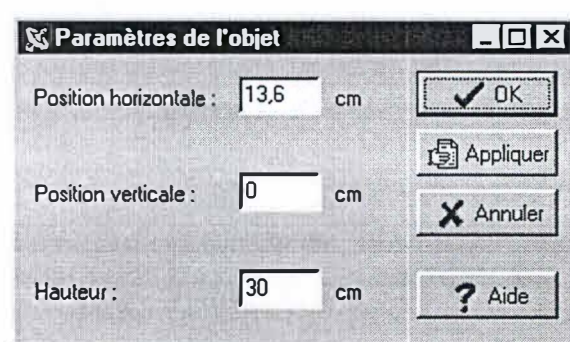 Paramètres de l'objet
Position horizontale : 13,6 cm
OK
Appliquer
Position verticale : 0 cm
Annuler
Hauteur : 30 cm
? Aide